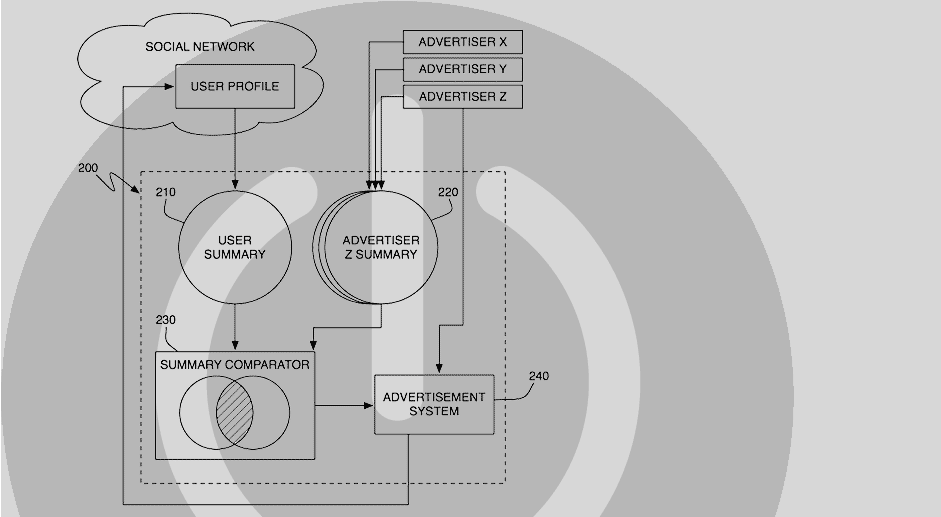 SOCIAL NETWORK
USER PROFILE
ADVERTISER X
ADVERTISER Y
ADVERTISER Z
200
210
USER
SUMMARY
220
ADVERTISER
Z SUMMARY
230
SUMMARY COMPARATOR
240
ADVERTISEMENT
SYSTEM